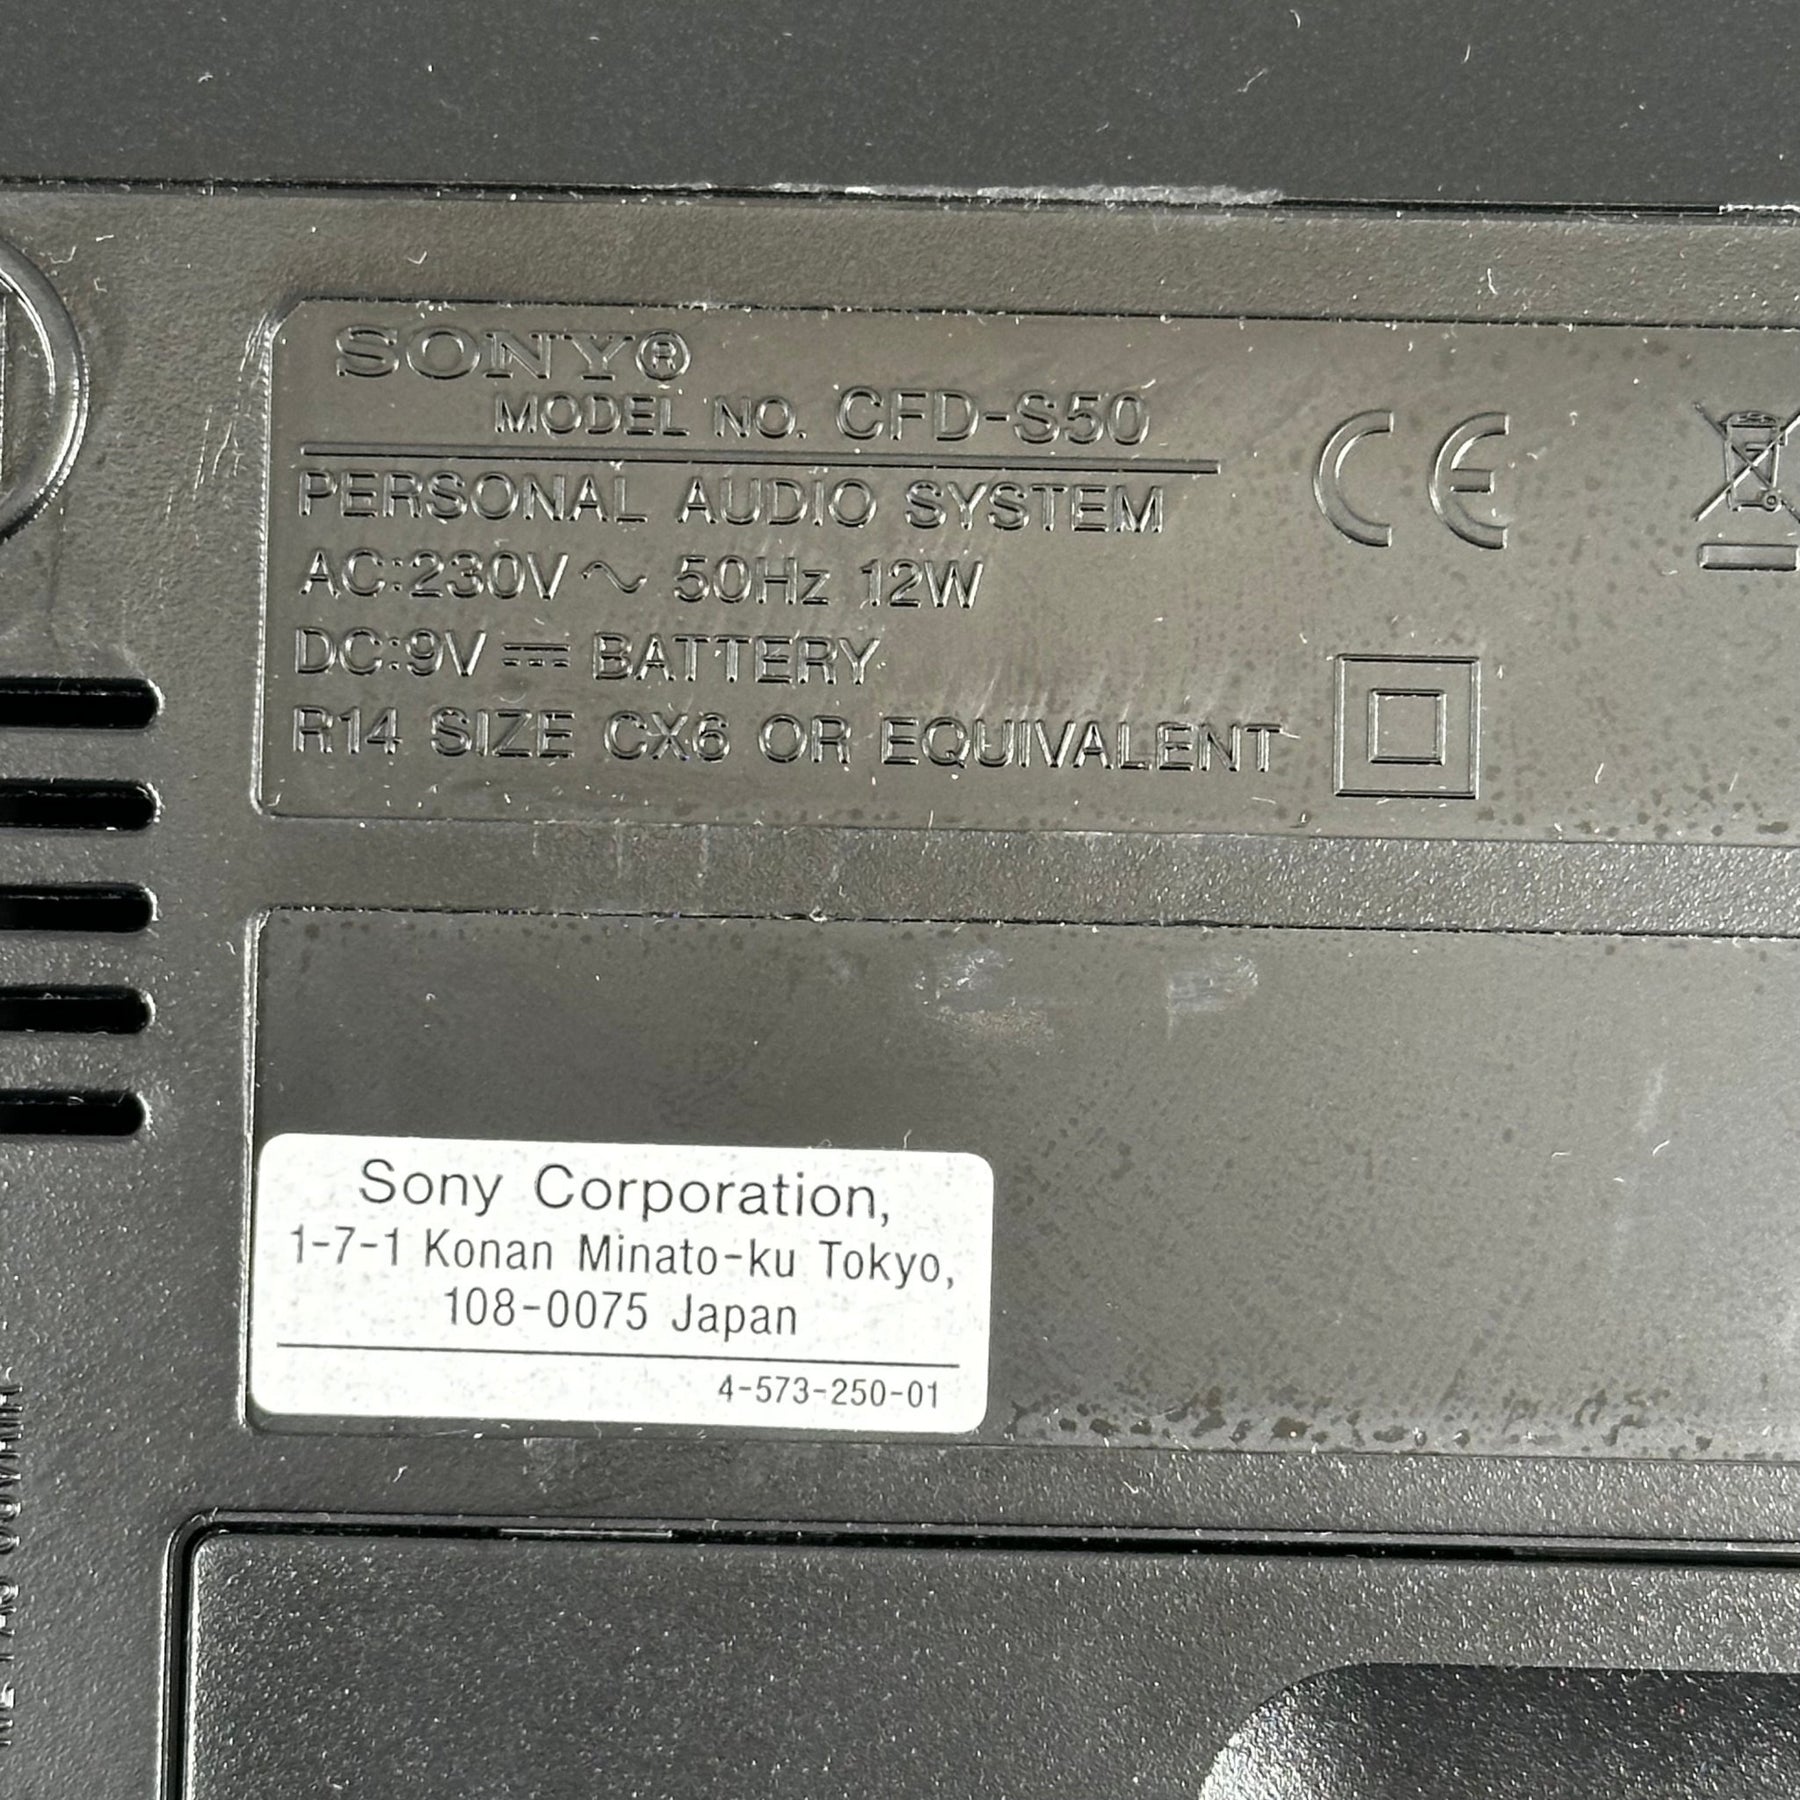 SONY®
MODEL NO. CFD-S50
PERSONAL AUDIO SYSTEM
AC:230V ~ 50Hz 12W
DC:9V ⎓ BATTERY
R14 SIZE CX6 OR EQUIVALENT
CE
Sony Corporation,
1-7-1 Konan Minato-ku Tokyo,
108-0075 Japan
4-573-250-01